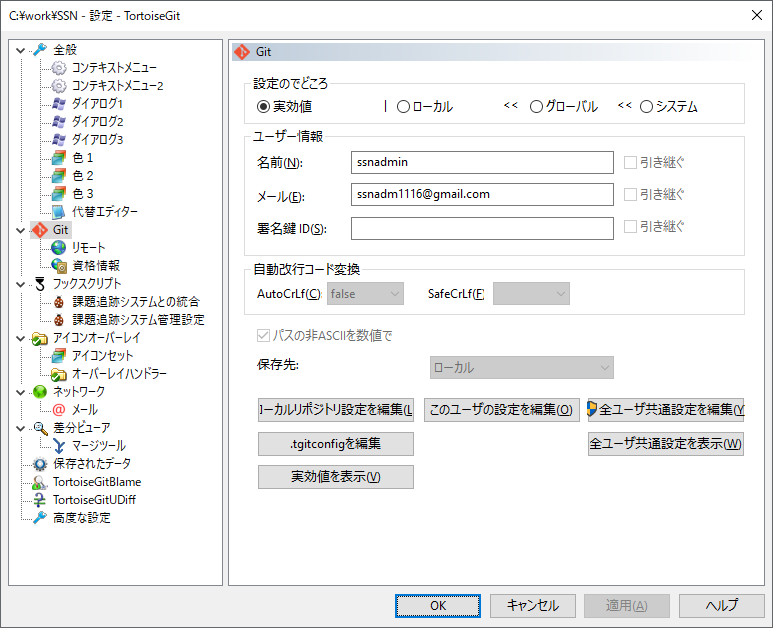 C:¥work¥SSN - 設定 - TortoiseGit
全般
コンテキストメニュー
コンテキストメニュー2
ダイアログ1
ダイアログ2
ダイアログ3
色 1
色 2
色 3
代替エディター
Git
リモート
資格情報
フックスクリプト
課題追跡システムとの統合
課題追跡システム管理設定
アイコンオーバーレイ
アイコンセット
オーバーレイハンドラー
ネットワーク
メール
差分ビューア
マージツール
保存されたデータ
TortoiseGitBlame
TortoiseGitUDiff
高度な設定
Git
設定のでどころ
実効値 | ローカル << グローバル << システム
ユーザー情報
名前(N): ssnadmin 引き継ぐ
メール(E): ssnadm1116@gmail.com 引き継ぐ
署名鍵 ID(S): 引き継ぐ
自動改行コード変換
AutoCrLf(C) false SafeCrLf(F)
パスの非ASCIIを数値で
保存先: ローカル
ーカルリポジトリ設定を編集(L このユーザの設定を編集(O) 全ユーザ共通設定を編集(Y
.tgitconfigを編集 全ユーザ共通設定を表示(W)
実効値を表示(V)
OK キャンセル 適用(A) ヘルプ